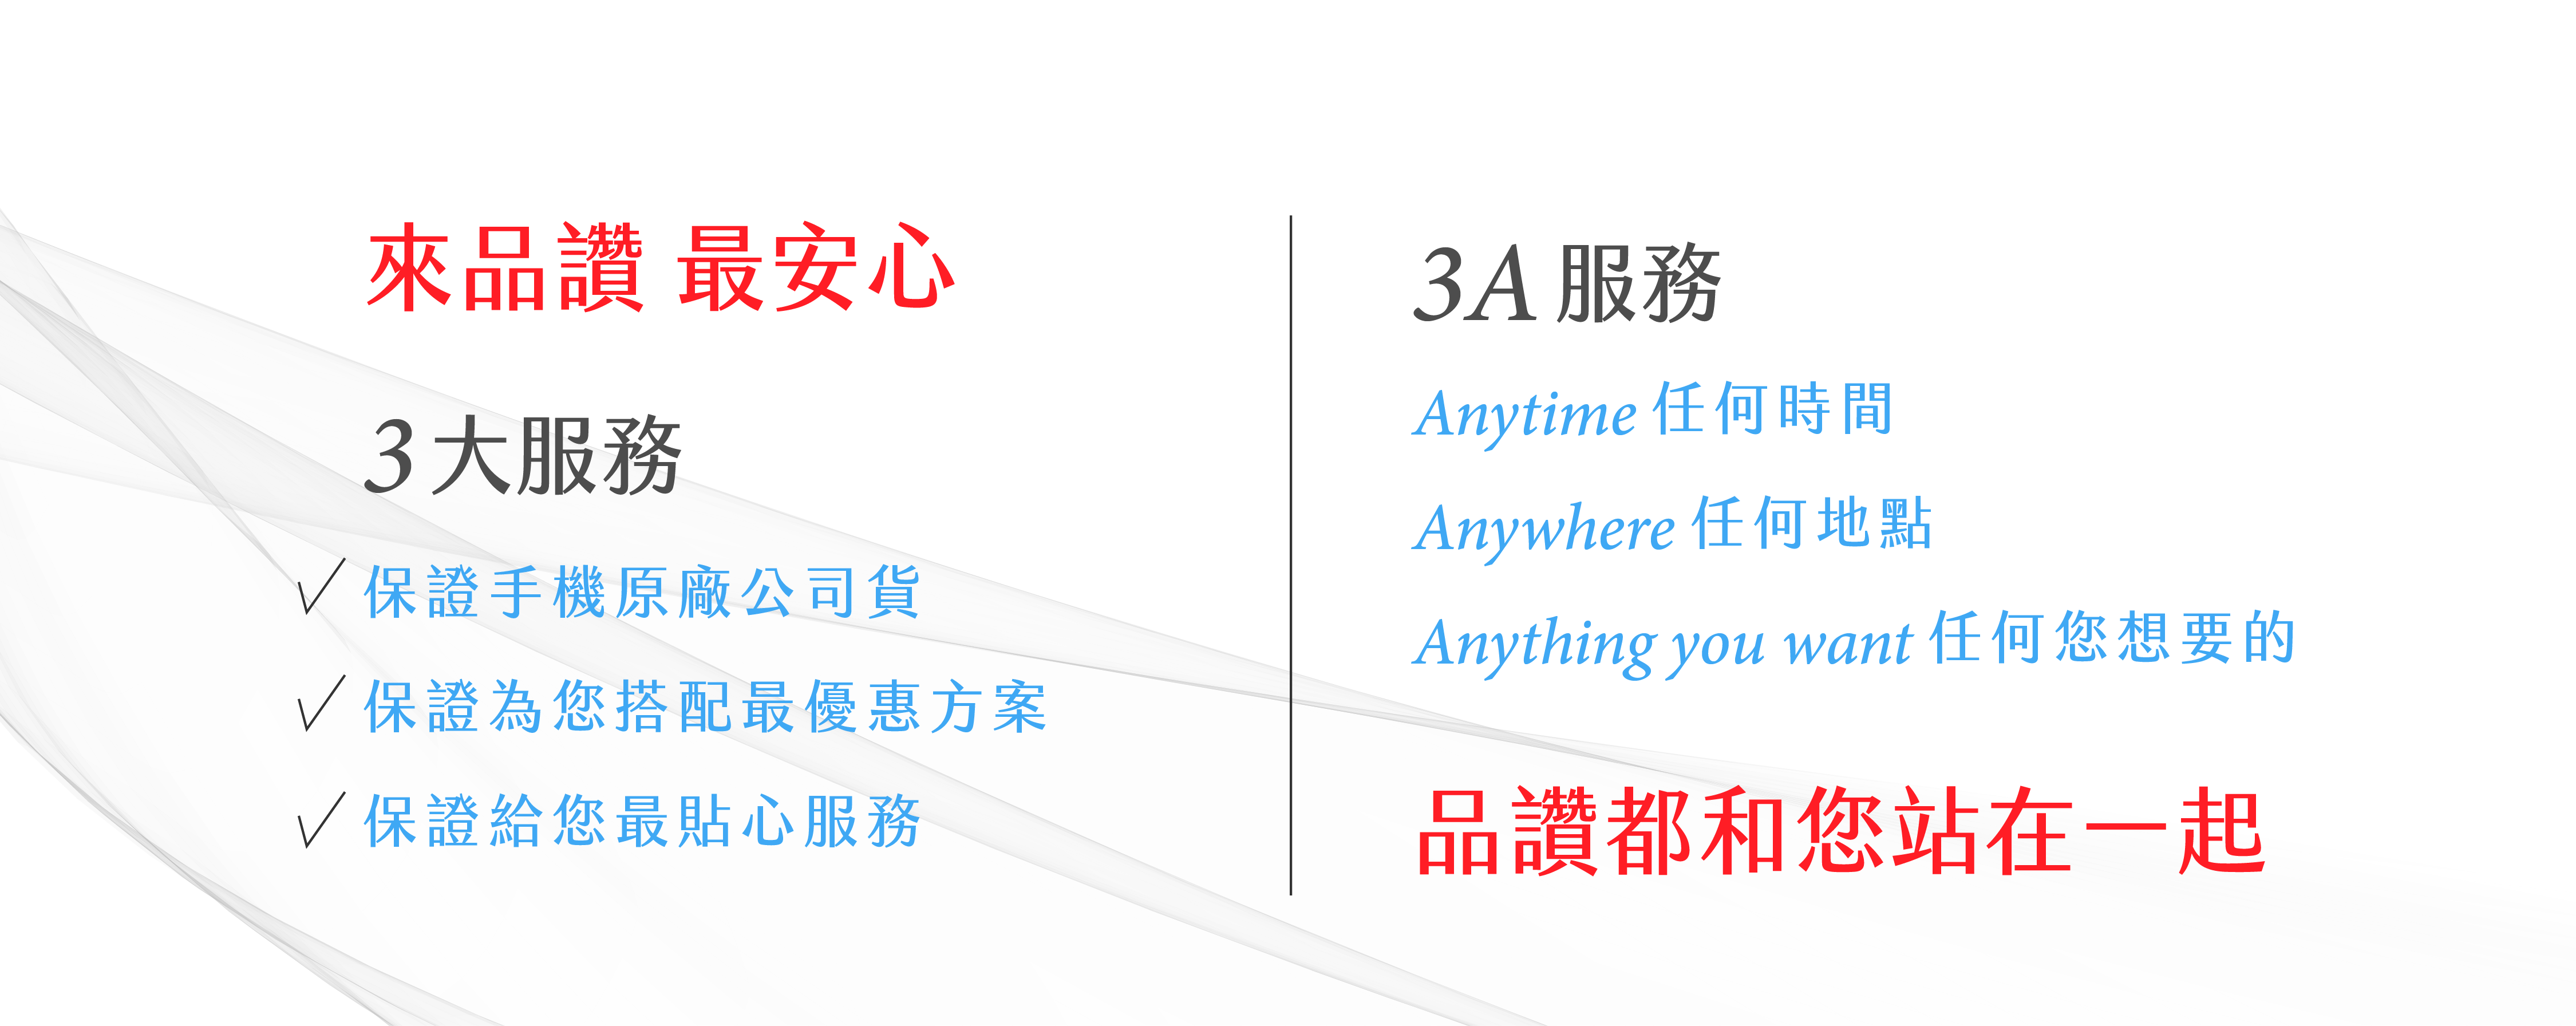 來品讚 最安心
3大服務
✓ 保證手機原廠公司貨
✓ 保證為您搭配最優惠方案
✓ 保證給您最貼心服務
3A 服務
Anytime 任何時間
Anywhere 任何地點
Anything you want 任何您想要的
品讚都和您站在一起